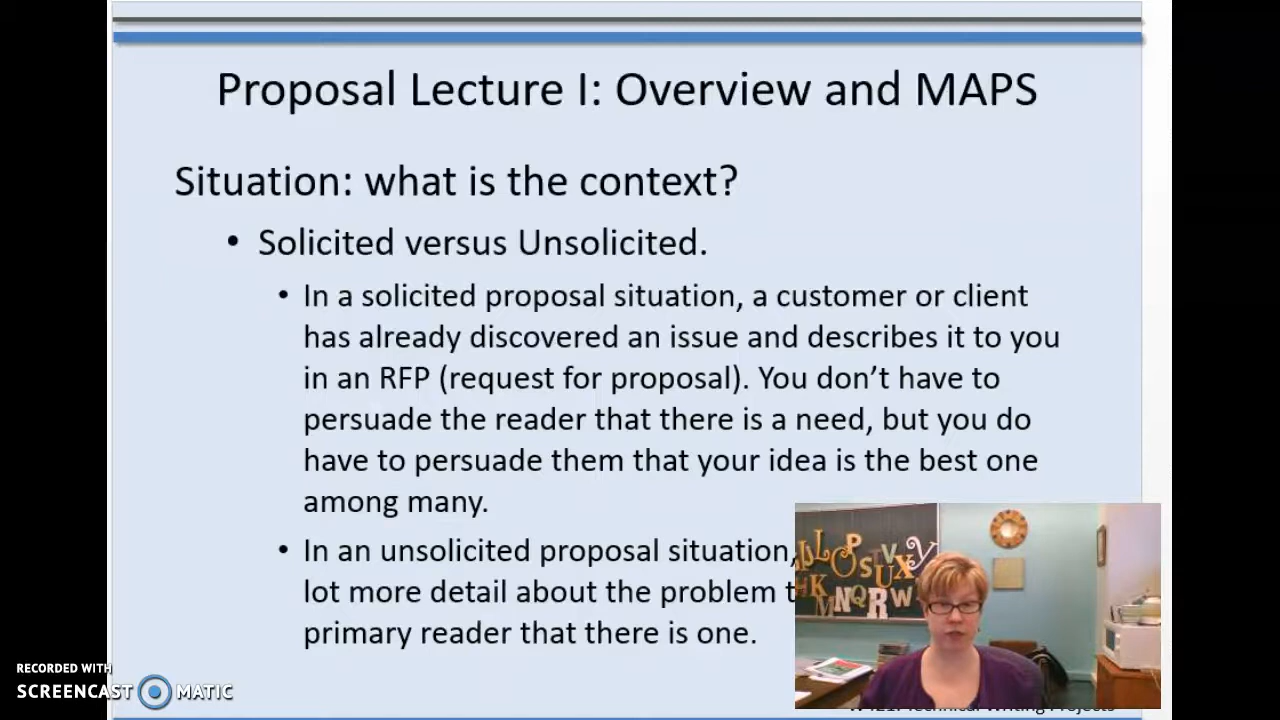 Proposal Lecture I: Overview and MAPS
Situation: what is the context?
• Solicited versus Unsolicited.
• In a solicited proposal situation, a customer or client
has already discovered an issue and describes it to you
in an RFP (request for proposal). You don’t have to
persuade the reader that there is a need, but you do
have to persuade them that your idea is the best one
among many.
• In an unsolicited proposal situation,
lot more detail about the problem
primary reader that there is one.
RECORDED WITH
SCREENCAST MATIC
Technical Writing Projects